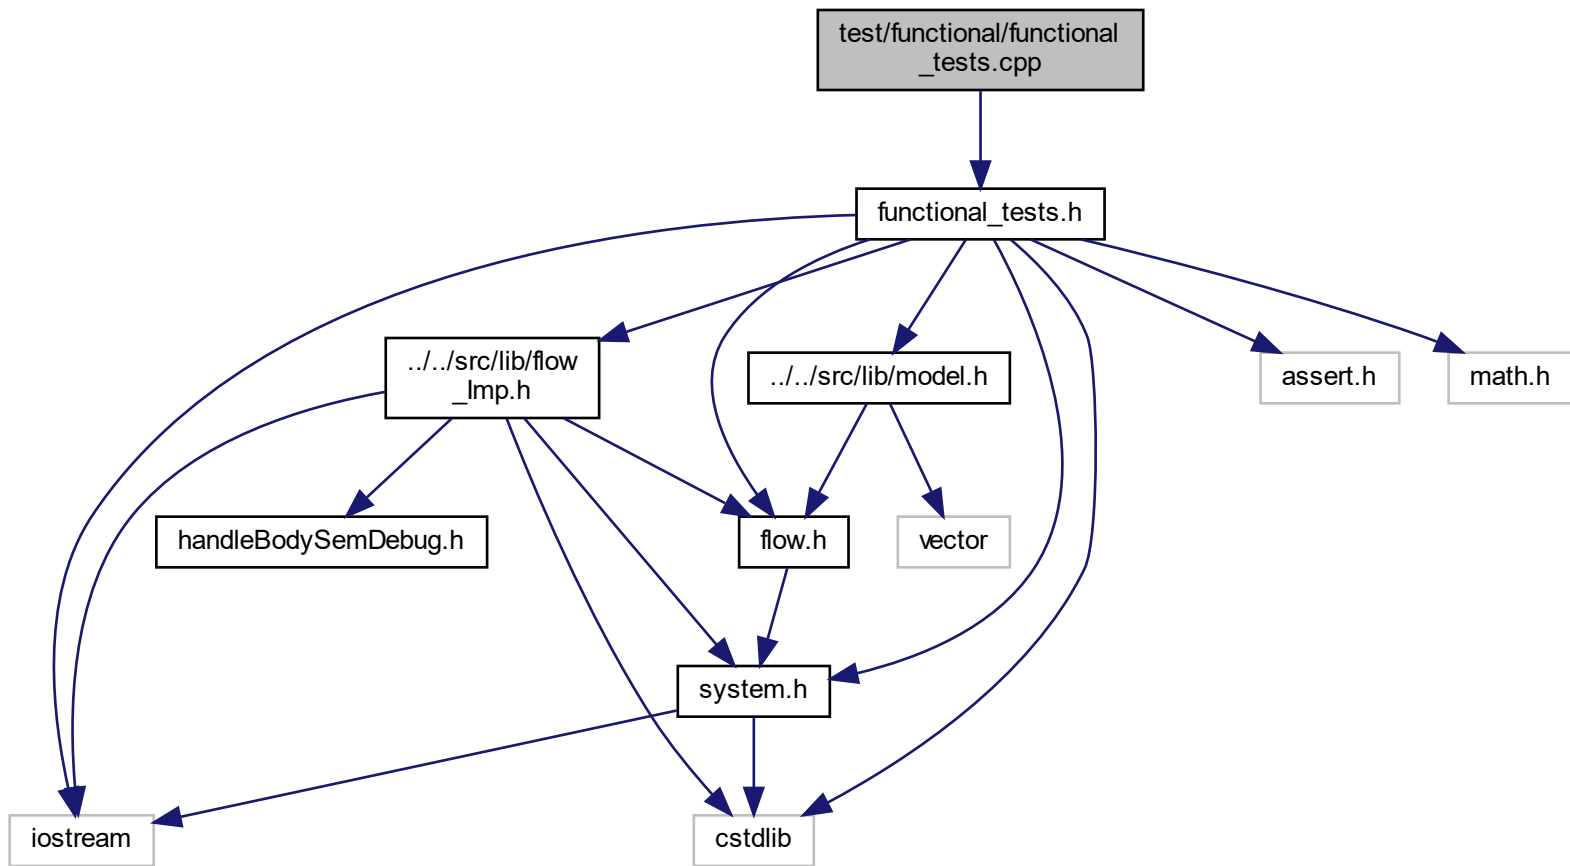 test/functional/functional
_tests.cpp
functional_tests.h
../../src/lib/flow
_Imp.h
../../src/lib/model.h
assert.h
math.h
handleBodySemDebug.h
flow.h
vector
system.h
iostream
cstdlib